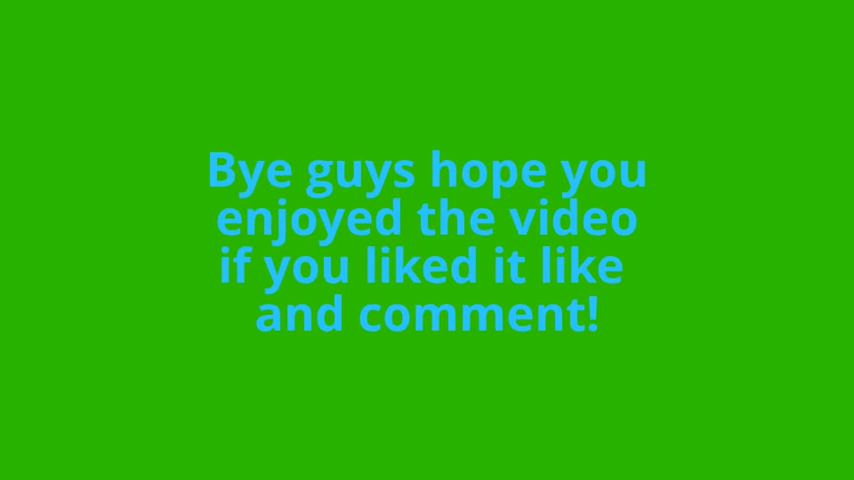 Bye guys hope you
enjoyed the video
if you liked it like
and comment!